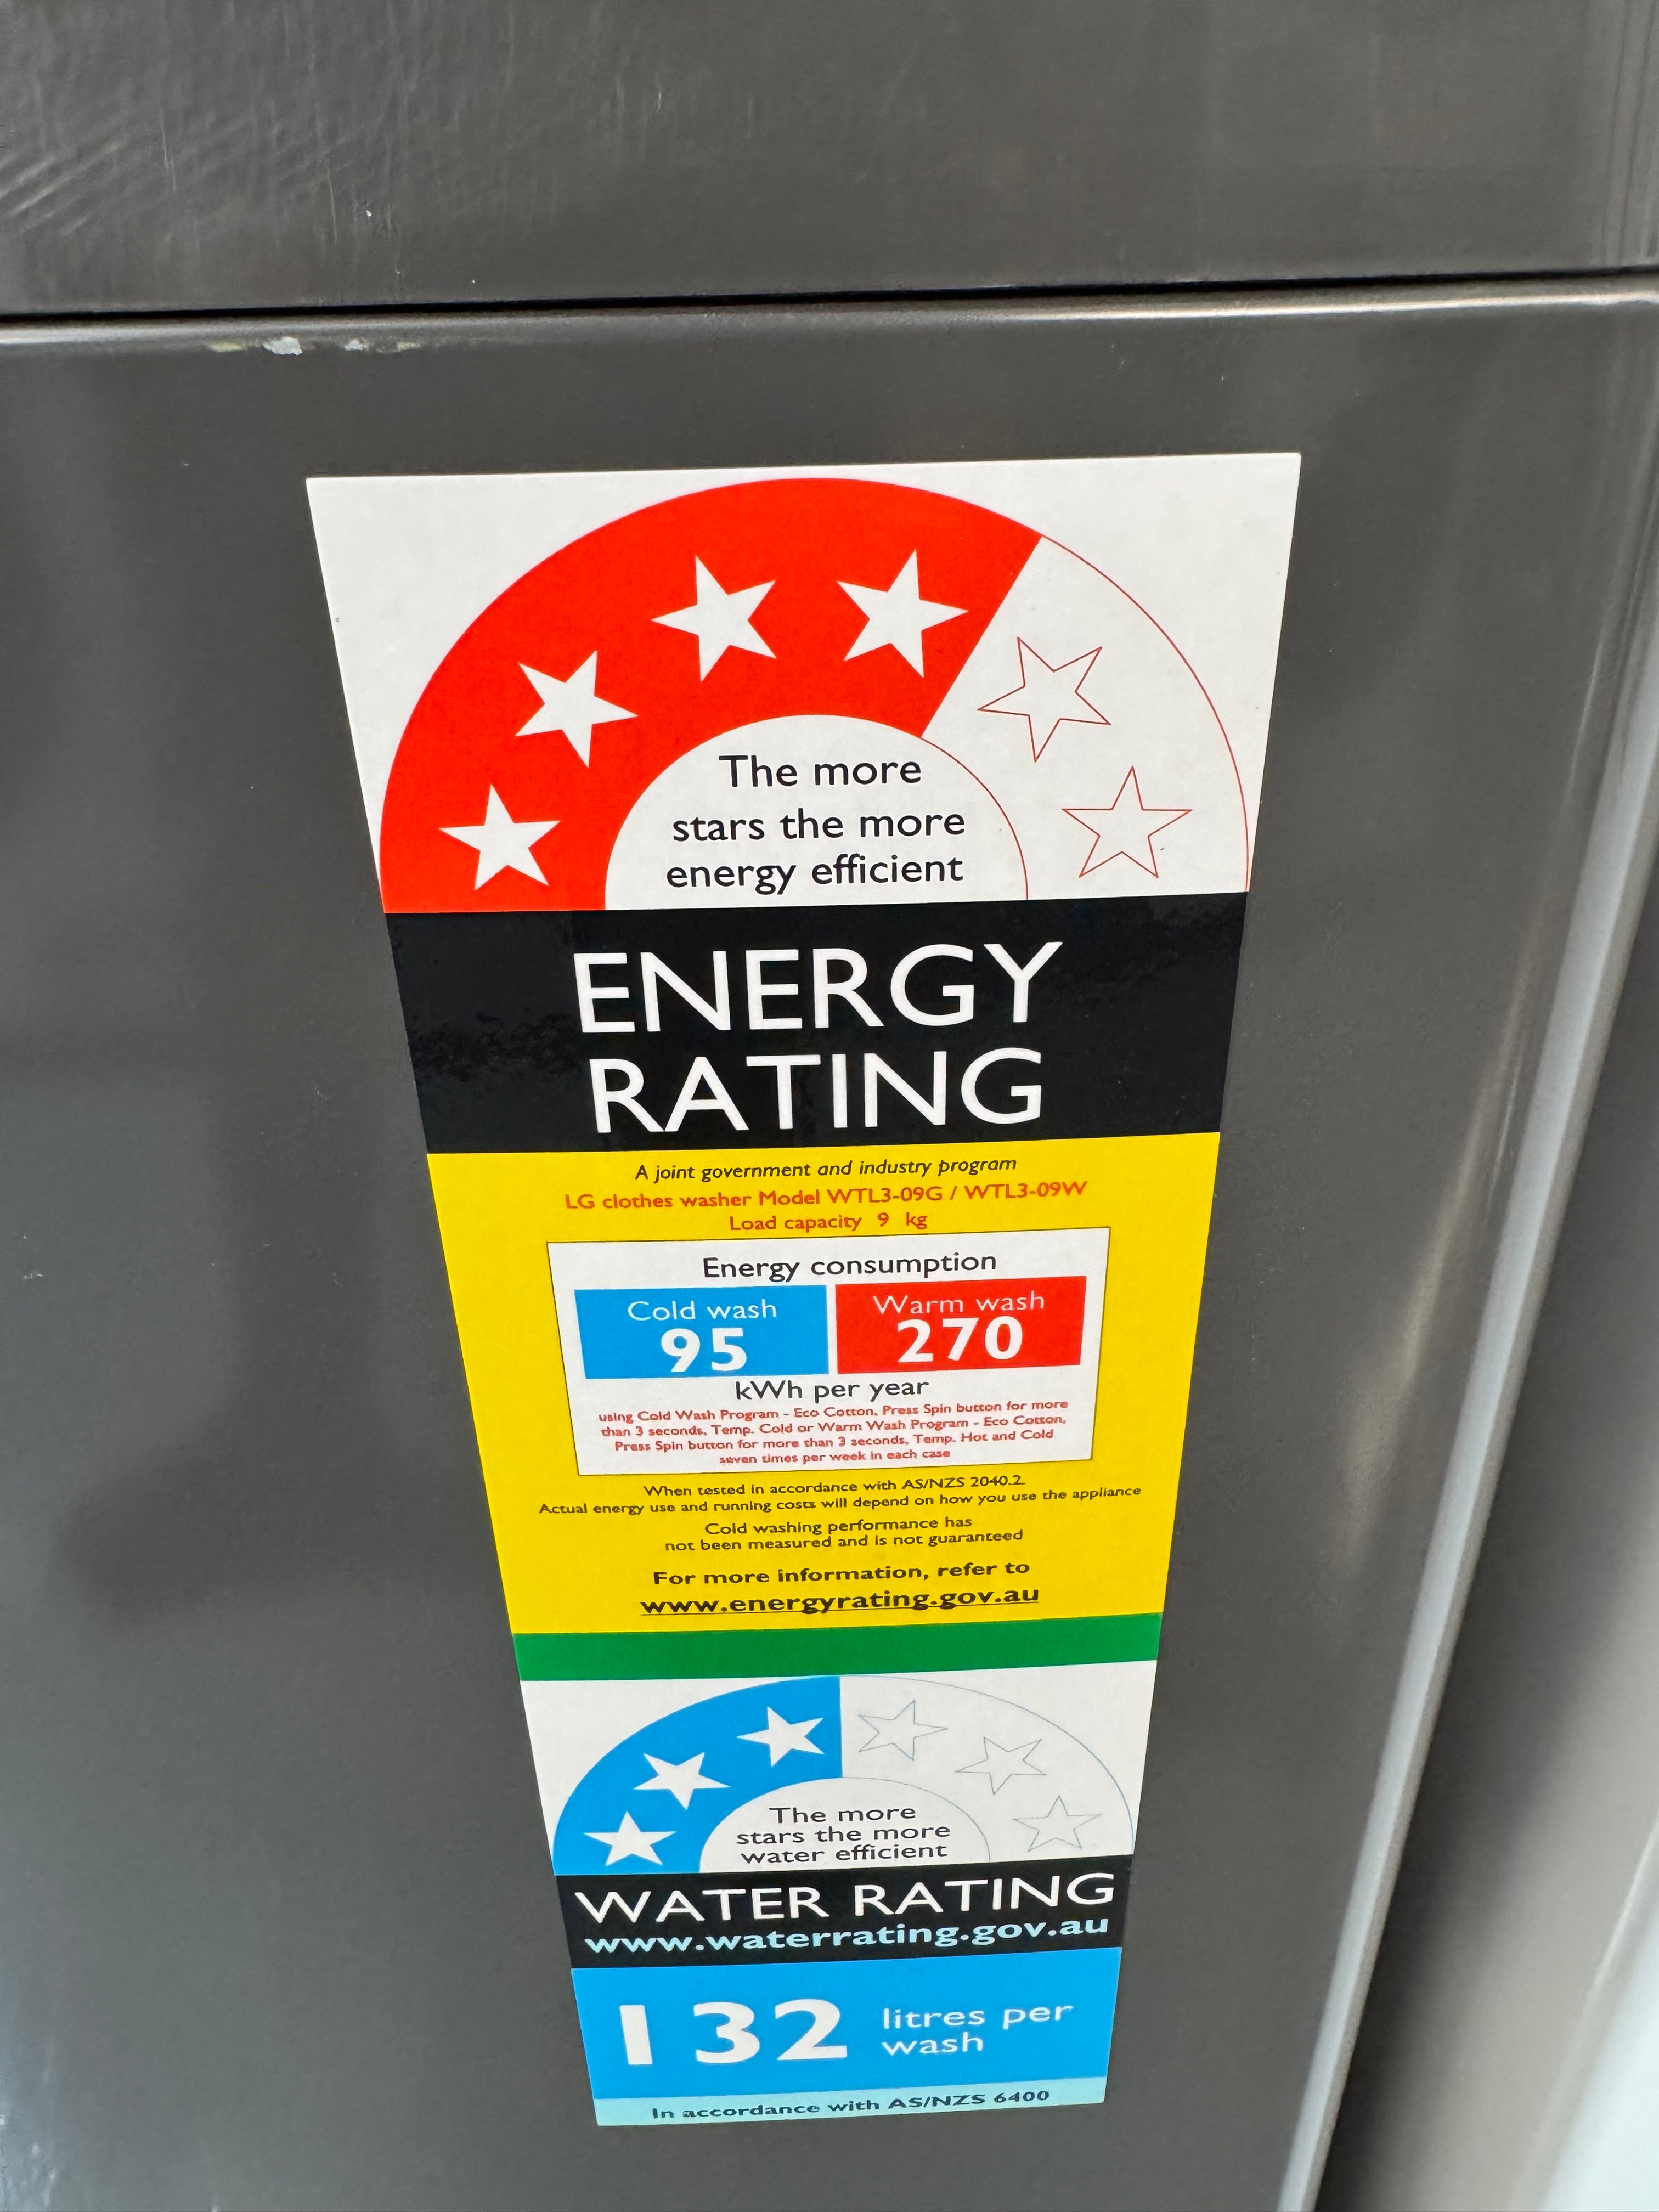 The more
stars the more
energy efficient
ENERGY
RATING
A joint government and industry program
LG clothes washer Model WTL3-09G / WTL3-09W
Load capacity 9 kg
Energy consumption
Cold wash
95
Warm wash
270
kWh per year
using Cold Wash Program - Eco Cotton, Press Spin button for more
than 3 seconds, Temp. Cold or Warm Wash Program - Eco Cotton,
Press Spin button for more than 3 seconds, Temp. Hot and Cold
seven times per week in each case
When tested in accordance with AS/NZS 2040.2
Actual energy use and running costs will depend on how you use the appliance
Cold washing performance has
not been measured and is not guaranteed
For more information, refer to
www.energyrating.gov.au
The more
stars the more
water efficient
WATER RATING
www.waterrating.gov.au
132 litres per
wash
In accordance with AS/NZS 6400